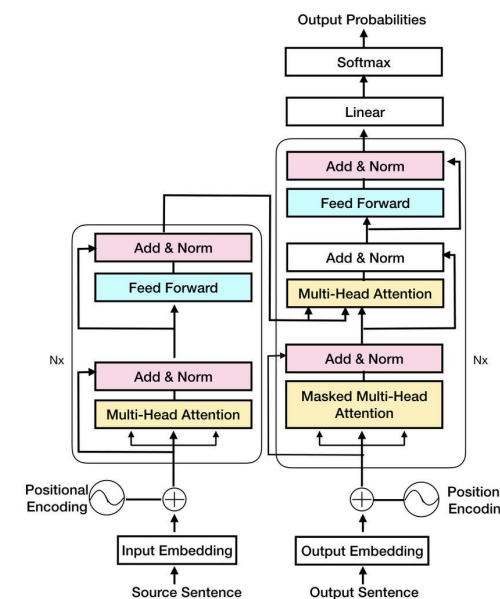 Output Probabilities
Softmax
Linear
Add & Norm
Feed Forward
Add & Norm
Multi-Head Attention
Add & Norm
Masked Multi-Head
Attention
Nx
Add & Norm
Feed Forward
Add & Norm
Multi-Head Attention
Nx
Positional
Encoding
Position
Encodin
Input Embedding
Output Embedding
Source Sentence
Output Sentence